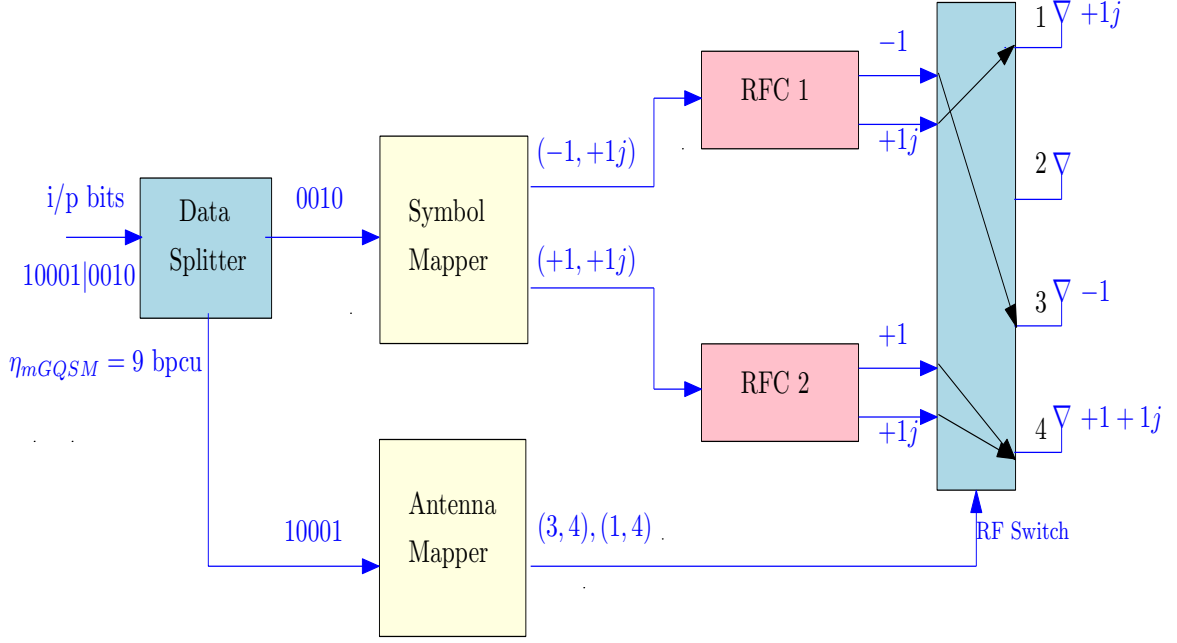 i/p bits
10001|0010
Data
Splitter
η_{mGQSM} = 9 bpcu
0010
10001
Symbol
Mapper
(−1, +1j)
(+1, +1j)
Antenna
Mapper
(3, 4), (1, 4)
RFC 1
−1
+1j
RFC 2
+1
+1j
1 ∇ +1j
2 ∇
3 ∇ −1
4 ∇ +1 + 1j
RF Switch